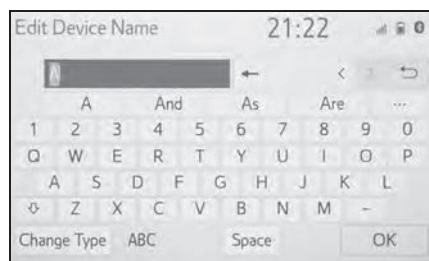 Edit Device Name 21:22
A
A And As Are ...
1 2 3 4 5 6 7 8 9 0
Q W E R T Y U I O P
A S D F G H J K L
Z X C V B N M -
Change Type ABC Space OK